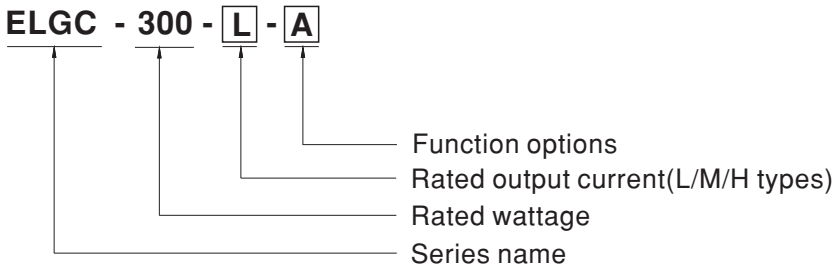 ELGC - 300 - L - A
Function options
Rated output current(L/M/H types)
Rated wattage
Series name